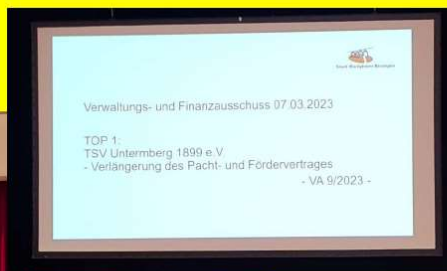 Verwaltungs- und Finanzausschuss 07.03.2023
TOP 1:
TSV Untermberg 1899 e.V.
- Verlängerung des Pacht- und Fördervertrages
- VA 9/2023 -